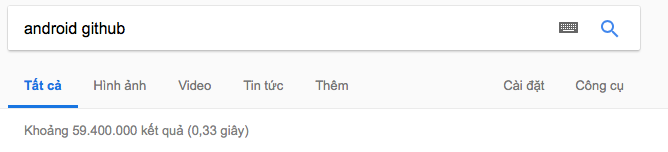 android github
Tất cả Hình ảnh Video Tin tức Thêm Cài đặt Công cụ
Khoảng 59.400.000 kết quả (0,33 giây)